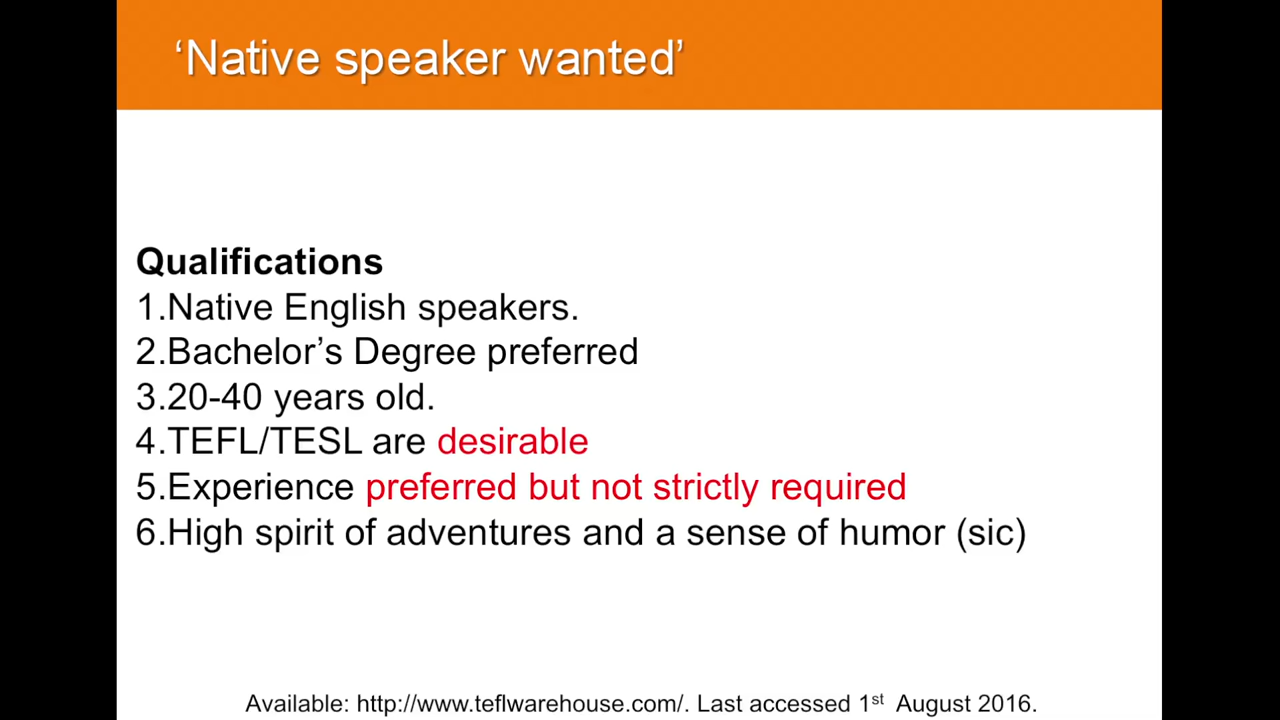 ‘Native speaker wanted’
Qualifications
1.Native English speakers.
2.Bachelor’s Degree preferred
3.20-40 years old.
4.TEFL/TESL are desirable
5.Experience preferred but not strictly required
6.High spirit of adventures and a sense of humor (sic)
Available: http://www.teflwarehouse.com/. Last accessed 1st August 2016.